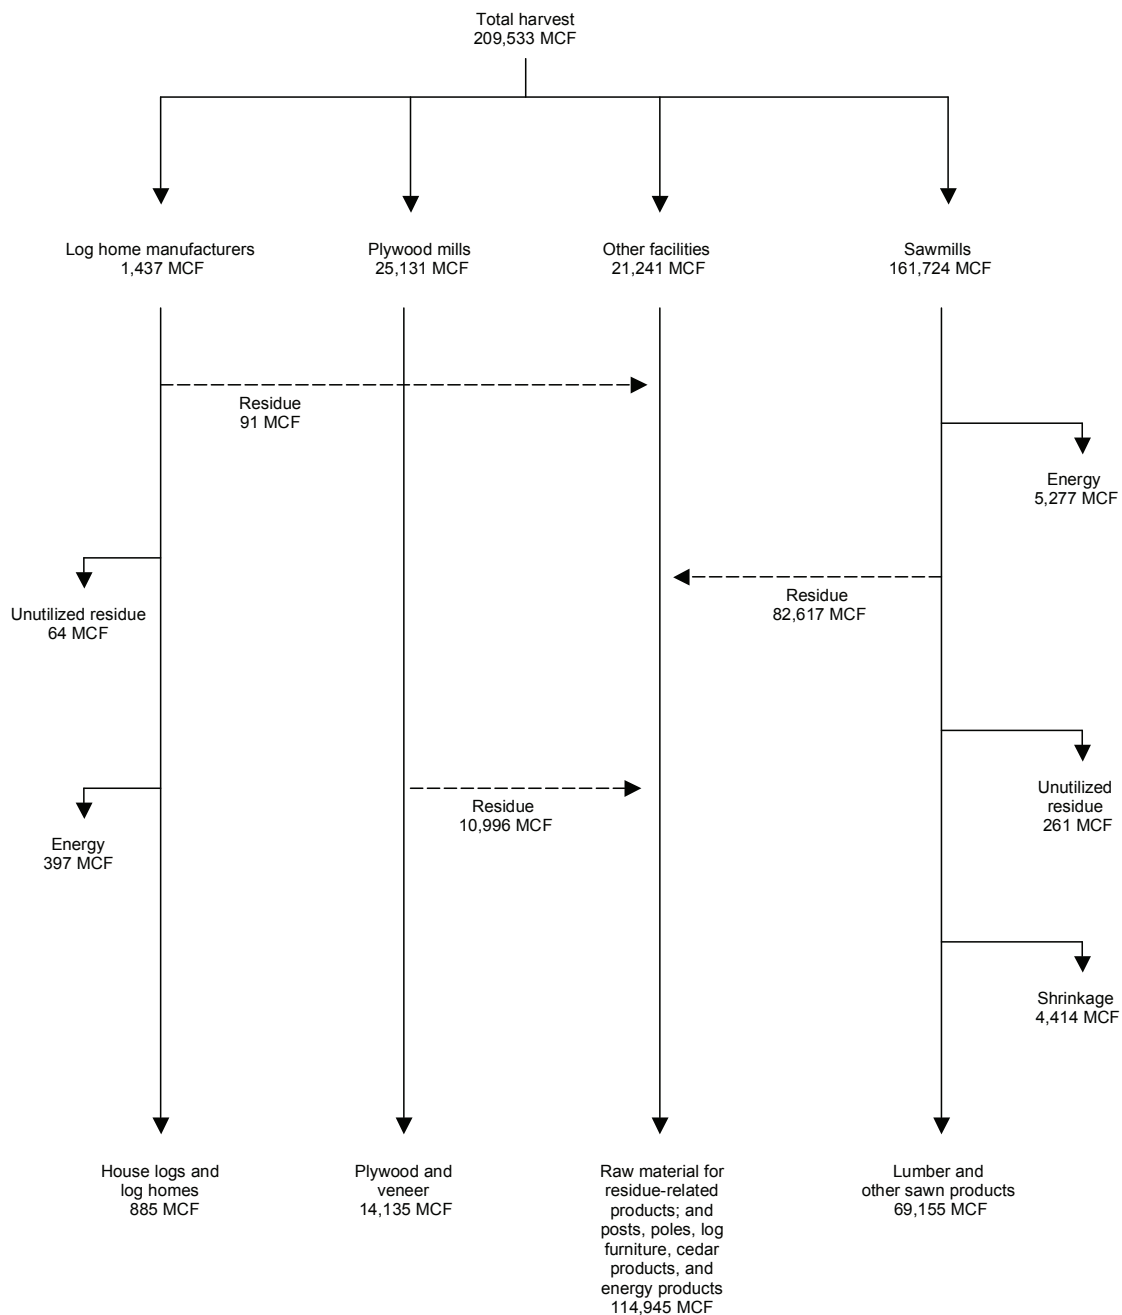 Total harvest
209,533 MCF
Log home manufacturers
1,437 MCF
Plywood mills
25,131 MCF
Other facilities
21,241 MCF
Sawmills
161,724 MCF
Residue
91 MCF
Energy
5,277 MCF
Unutilized residue
64 MCF
Residue
82,617 MCF
Energy
397 MCF
Residue
10,996 MCF
Unutilized
residue
261 MCF
Shrinkage
4,414 MCF
House logs and
log homes
885 MCF
Plywood and
veneer
14,135 MCF
Raw material for
residue-related
products; and
posts, poles, log
furniture, cedar
products, and
energy products
114,945 MCF
Lumber and
other sawn products
69,155 MCF